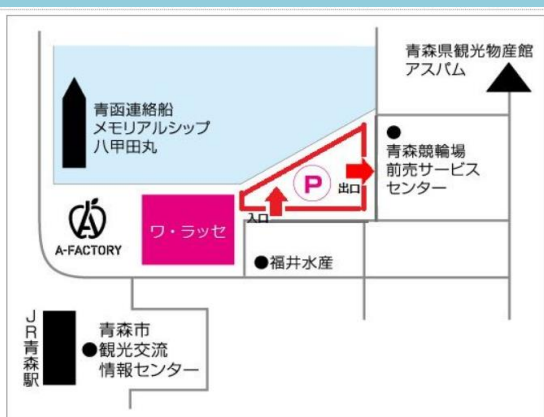 青森県観光物産館
アスパム
青函連絡船
メモリアルシップ
八甲田丸
青森競輪場
前売サービス
センター
P
出口
入口
A-FACTORY
ワ・ラッセ
●福井水産
JR青森駅
青森市
●観光交流
情報センター